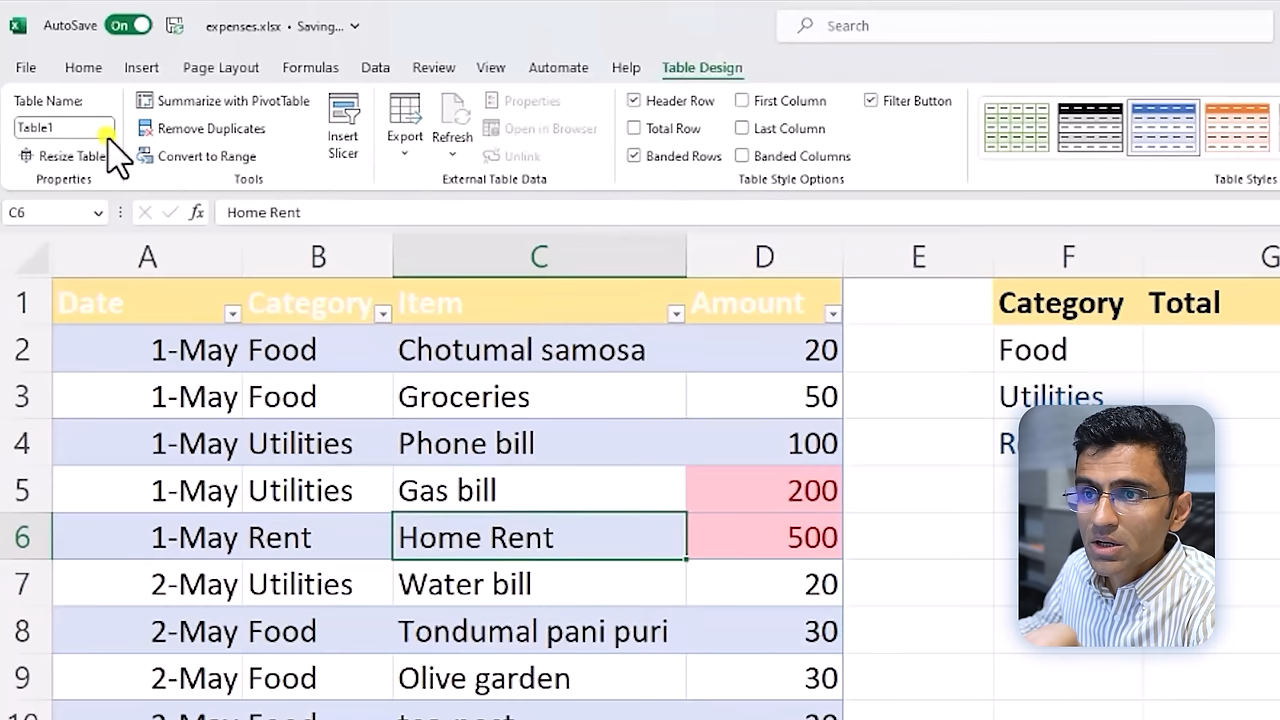 AutoSave On expenses.xlsx • Saving... Search
File Home Insert Page Layout Formulas Data Review View Automate Help Table Design
Table Name:
Table1
Resize Table
Properties
Summarize with PivotTable
Remove Duplicates
Convert to Range
Tools
Insert
Slicer
Export
Refresh
Properties
Open in Browser
Unlink
External Table Data
Header Row First Column Filter Button
Total Row Last Column
Banded Rows Banded Columns
Table Style Options
Table Styles
C6 fx Home Rent
A B C D E F G
1 Date Category Item Amount Category Total
2 1-May Food Chotumal samosa 20 Food
3 1-May Food Groceries 50 Utilities
4 1-May Utilities Phone bill 100
5 1-May Utilities Gas bill 200
6 1-May Rent Home Rent 500
7 2-May Utilities Water bill 20
8 2-May Food Tondumal pani puri 30
9 2-May Food Olive garden 30